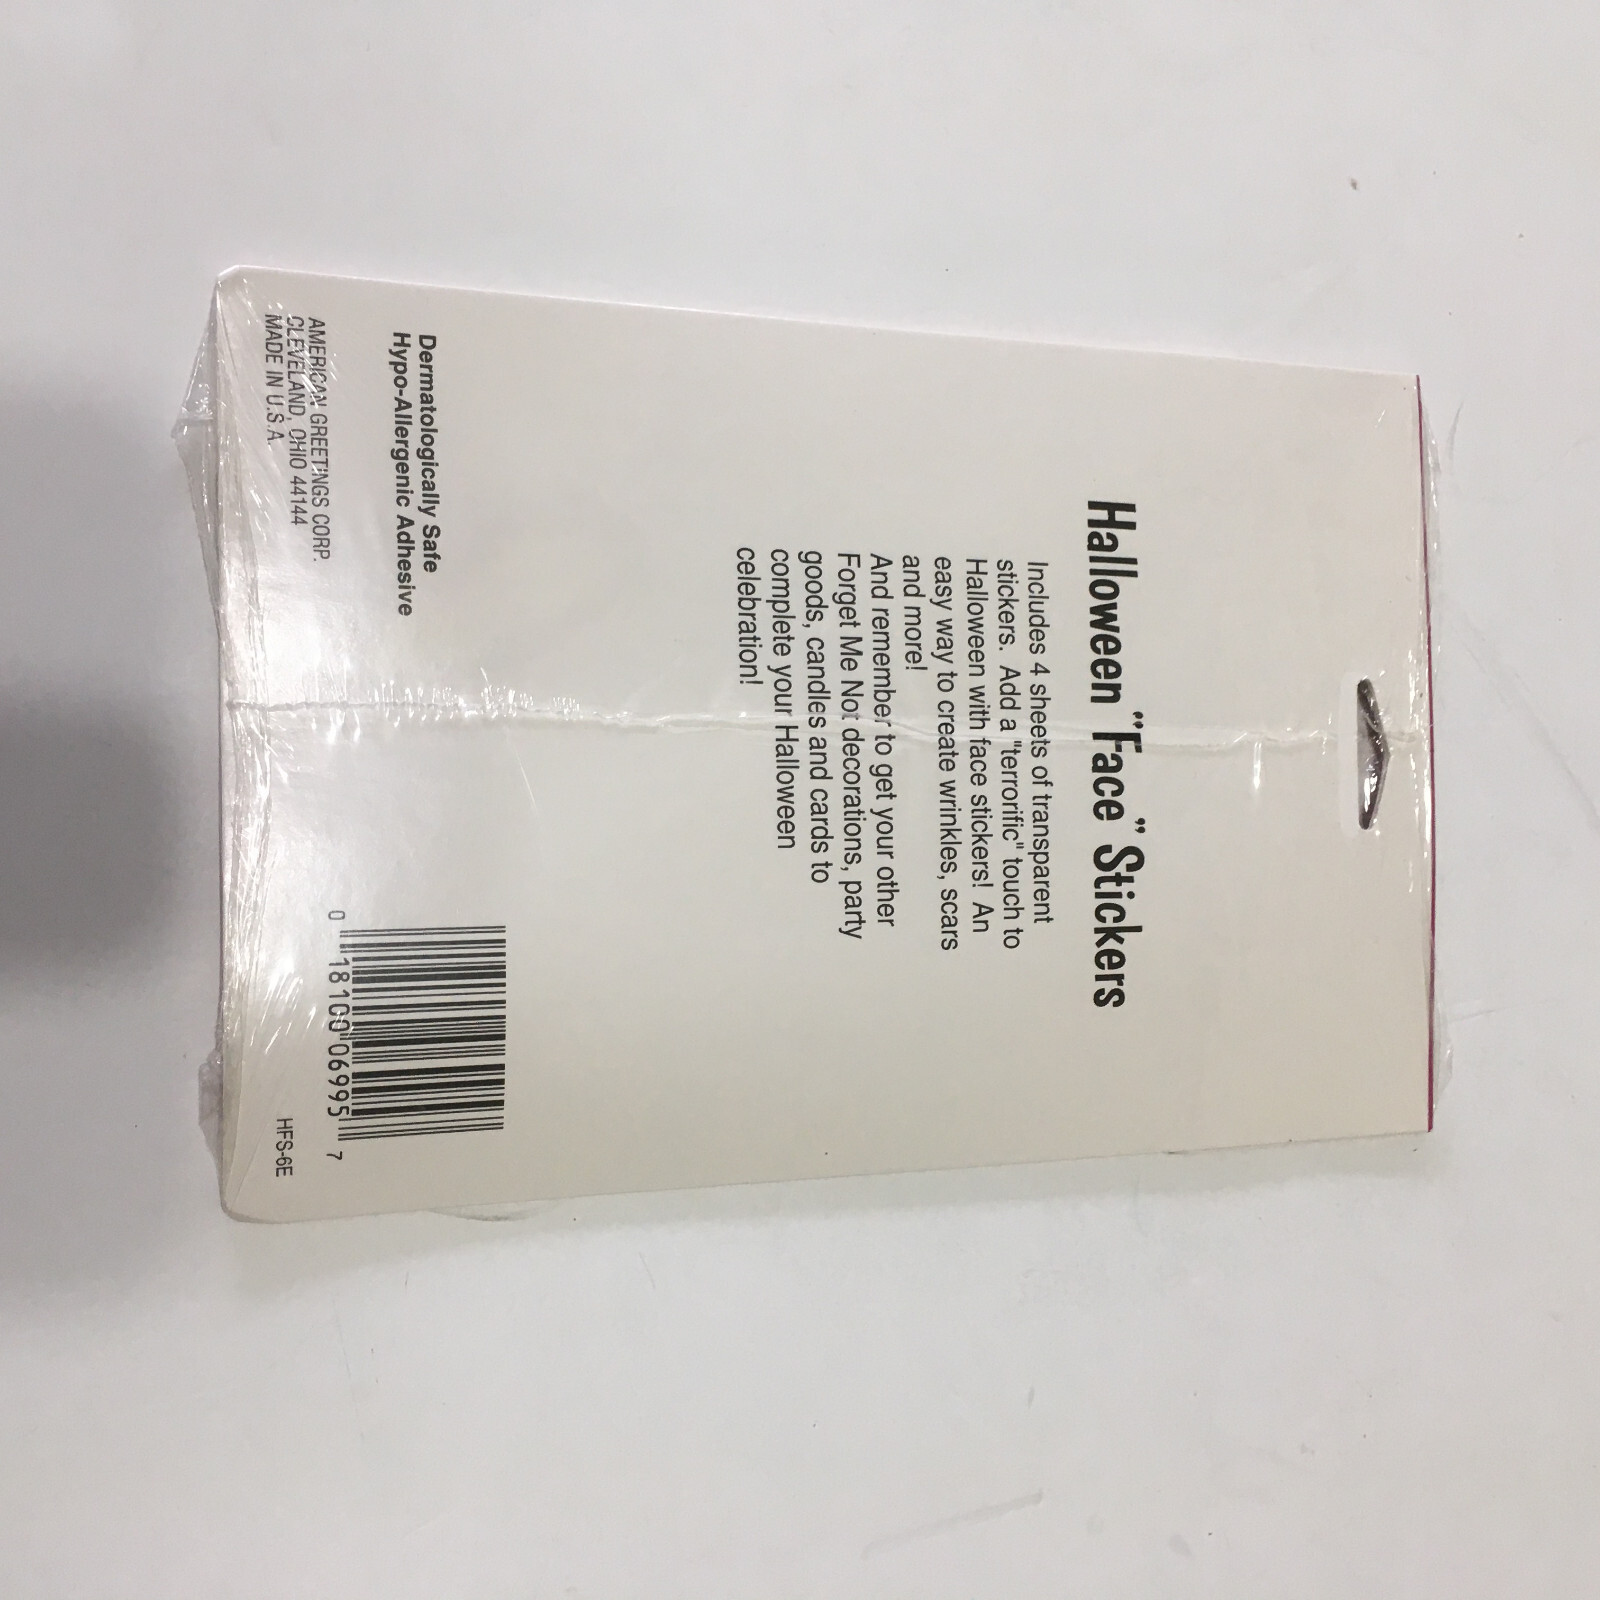 Halloween "Face" Stickers
Includes 4 sheets of transparent
stickers. Add a "terrorific" touch to
Halloween with face stickers! An
easy way to create wrinkles, scars
and more!
And remember to get your other
Forget Me Not decorations, party
goods, candles and cards to
complete your Halloween
celebration!
Dermatologically Safe
Hypo-Allergenic Adhesive
AMERICAN GREETINGS CORP.
CLEVELAND, OHIO 44144
MADE IN U.S.A.
0 18100 06995 7
HFS-6E